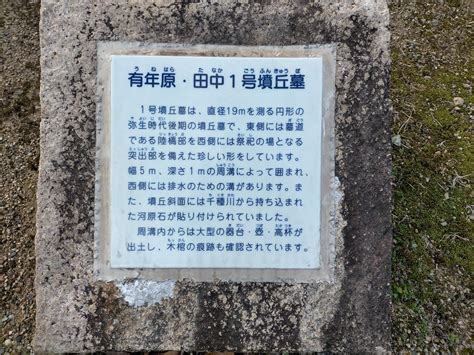 有年原・田中１号墳丘墓
１号墳丘墓は、直径19ｍを測る円形の
弥生時代後期の墳丘墓で、東側には墓道
である陸橋部を西側には祭祀の場となる
突出部を備えた珍しい形をしています。
幅５ｍ、深さ１ｍの周溝によって囲まれ、
西側には排水のための溝があります。ま
た、墳丘斜面には千種川から持ち込まれ
た河原石が貼り付けられていました。
周溝内からは大型の器台・壺・高杯が
出土し、木棺の痕跡も確認されています。